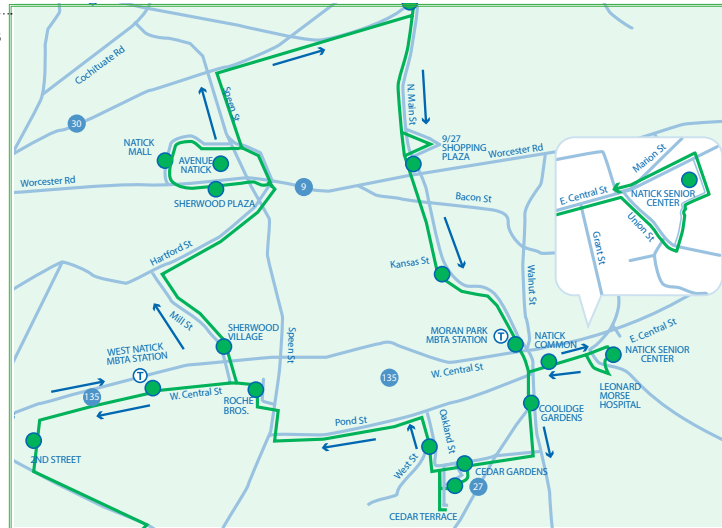 Cochituate Rd
30
Speen St
N. Main St
9/27
SHOPPING
PLAZA
NATICK
MALL
AVENUE
NATICK
Worcester Rd
Worcester Rd
9
SHERWOOD PLAZA
Bacon St
Marion St
E. Central St
NATICK SENIOR
CENTER
Union St
Grant St
Hartford St
Kansas St
Walnut St
Mill St
SHERWOOD
VILLAGE
Speen St
MORAN PARK
MBTA STATION
T
NATICK
COMMON
E. Central St
NATICK SENIOR
CENTER
WEST NATICK
MBTA STATION
T
135
W. Central St
ROCHE
BROS.
135
W. Central St
LEONARD
MORSE
HOSPITAL
COOLIDGE
GARDENS
Pond St
Oakland St
West St
2ND STREET
CEDAR GARDENS
27
CEDAR TERRACE